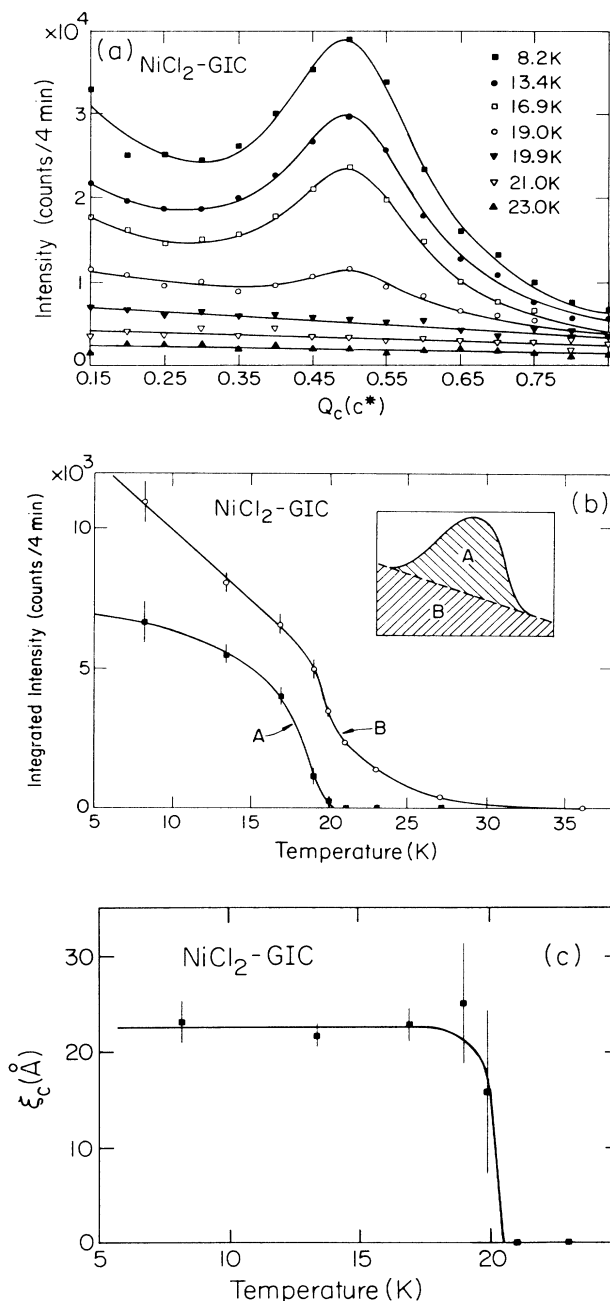 ×10⁴
4
(a) NiCl₂-GIC
■ 8.2K
● 13.4K
□ 16.9K
○ 19.0K
▼ 19.9K
▽ 21.0K
▲ 23.0K
3
2
1
0
Intensity (counts/4 min)
0.15 0.25 0.35 0.45 0.55 0.65 0.75
Q_c(c*)
×10³
NiCl₂-GIC
(b)
10
5
0
Integrated Intensity (counts/4 min)
A
B
A
B
5 10 15 20 25 30 35
Temperature (K)
NiCl₂-GIC
(c)
30
20
10
0
ξ_c(Å)
5 10 15 20
Temperature (K)